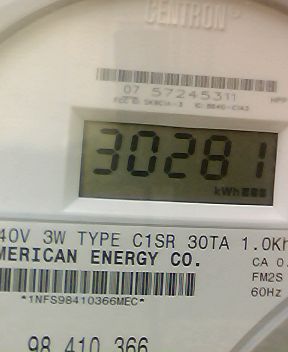 CENTRON®
07 57245311
30281
kWh
40V 3W TYPE C1SR 30TA 1.0Kh
MERICAN ENERGY CO.
CA 0.
FM2S
60Hz
*1NFS98410366MEC*
98 410 366